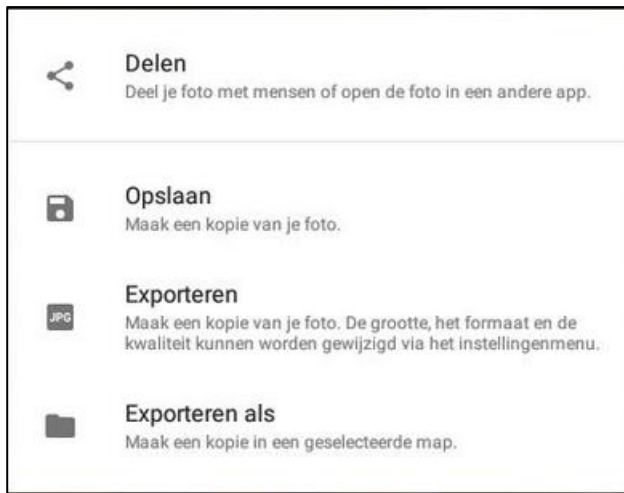 Delen
Deel je foto met mensen of open de foto in een andere app.
Opslaan
Maak een kopie van je foto.
JPG
Exporteren
Maak een kopie van je foto. De grootte, het formaat en de
kwaliteit kunnen worden gewijzigd via het instellingenmenu.
Exporteren als
Maak een kopie in een geselecteerde map.